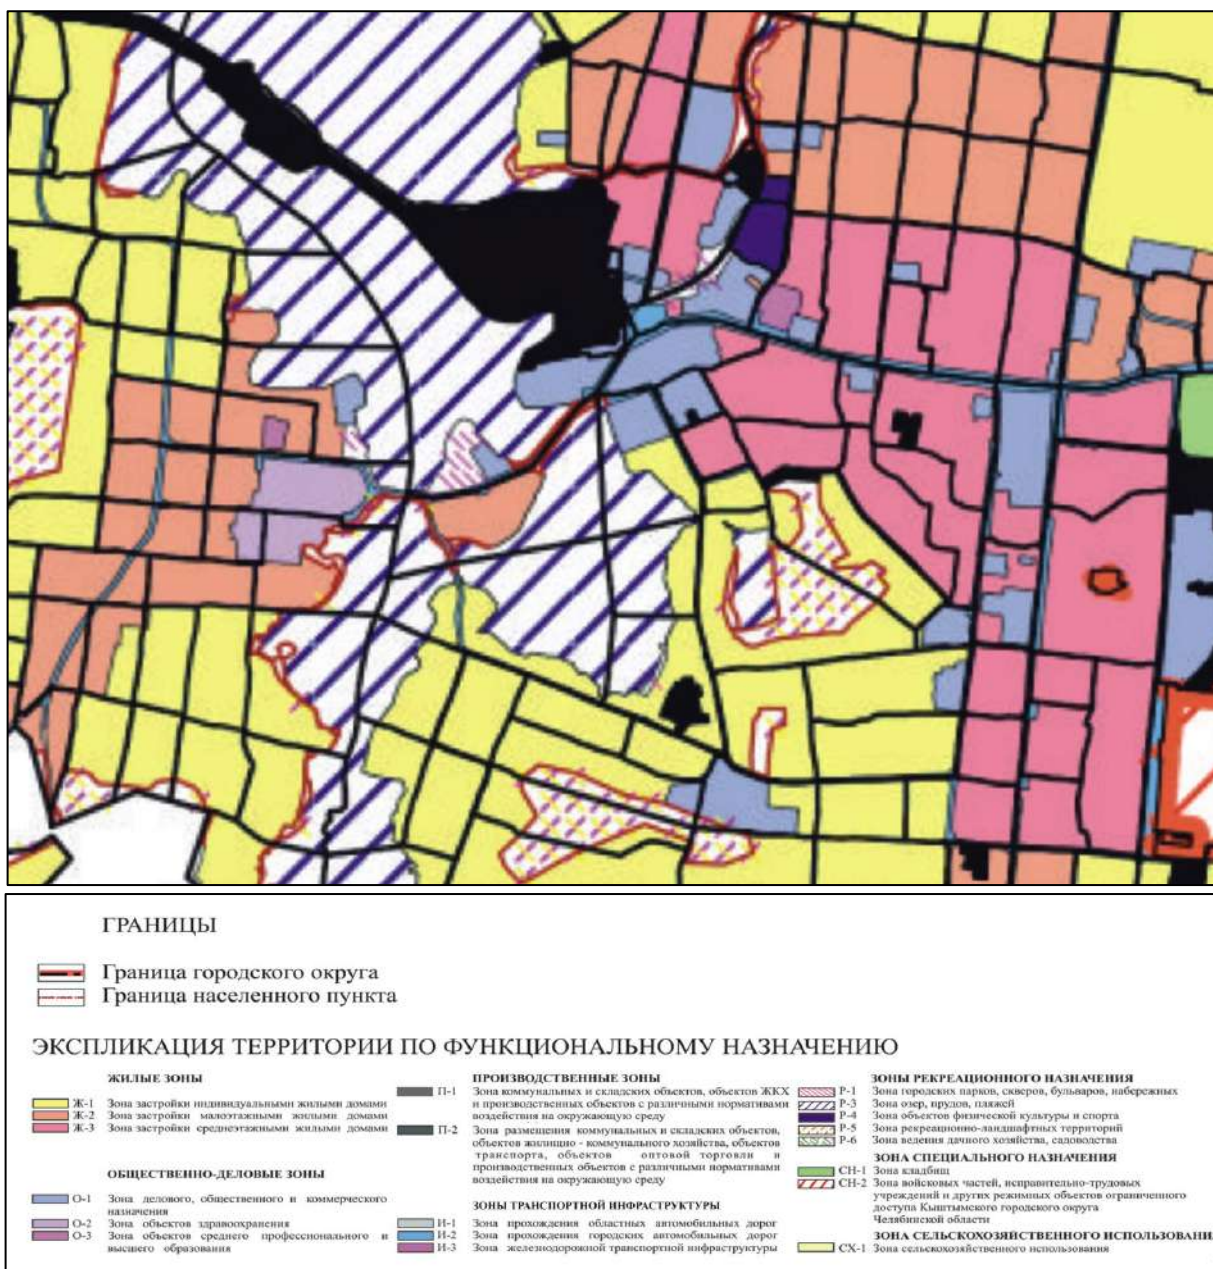 ГРАНИЦЫ
Граница городского округа
Граница населенного пункта
ЭКСПЛИКАЦИЯ ТЕРРИТОРИИ ПО ФУНКЦИОНАЛЬНОМУ НАЗНАЧЕНИЮ
ЖИЛЫЕ ЗОНЫ
Ж-1 Зона застройки индивидуальными жилыми домами
Ж-2 Зона застройки малоэтажными жилыми домами
Ж-3 Зона застройки среднеэтажными жилыми домами
ОБЩЕСТВЕННО-ДЕЛОВЫЕ ЗОНЫ
О-1 Зона делового, общественного и коммерческого
назначения
О-2 Зона объектов здравоохранения
О-3 Зона объектов среднего профессионального и
высшего образования
ПРОИЗВОДСТВЕННЫЕ ЗОНЫ
П-1 Зона коммунальных и складских объектов, объектов ЖКХ
и производственных объектов с различными нормативами
воздействия на окружающую среду
П-2 Зона размещения коммунальных и складских объектов,
объектов жилищно - коммунального хозяйства, объектов
транспорта, объектов оптовой торговли и
производственных объектов с различными нормативами
воздействия на окружающую среду
ЗОНЫ ТРАНСПОРТНОЙ ИНФРАСТРУКТУРЫ
И-1 Зона прохождения областных автомобильных дорог
И-2 Зона прохождения городских автомобильных дорог
И-3 Зона железнодорожной транспортной инфраструктуры
ЗОНЫ РЕКРЕАЦИОННОГО НАЗНАЧЕНИЯ
Р-1 Зона городских парков, скверов, бульваров, набережных
Р-3 Зона озер, прудов, пляжей
Р-4 Зона объектов физической культуры и спорта
Р-5 Зона рекреационно-ландшафтных территорий
Р-6 Зона ведения дачного хозяйства, садоводства
ЗОНА СПЕЦИАЛЬНОГО НАЗНАЧЕНИЯ
СН-1 Зона кладбищ
СН-2 Зона войсковых частей, исправительно-трудовых
учреждений и других режимных объектов ограниченного
доступа Кыштымского городского округа
Челябинской области
ЗОНА СЕЛЬСКОХОЗЯЙСТВЕННОГО ИСПОЛЬЗОВАНИ
СХ-1 Зона сельскохозяйственного использования